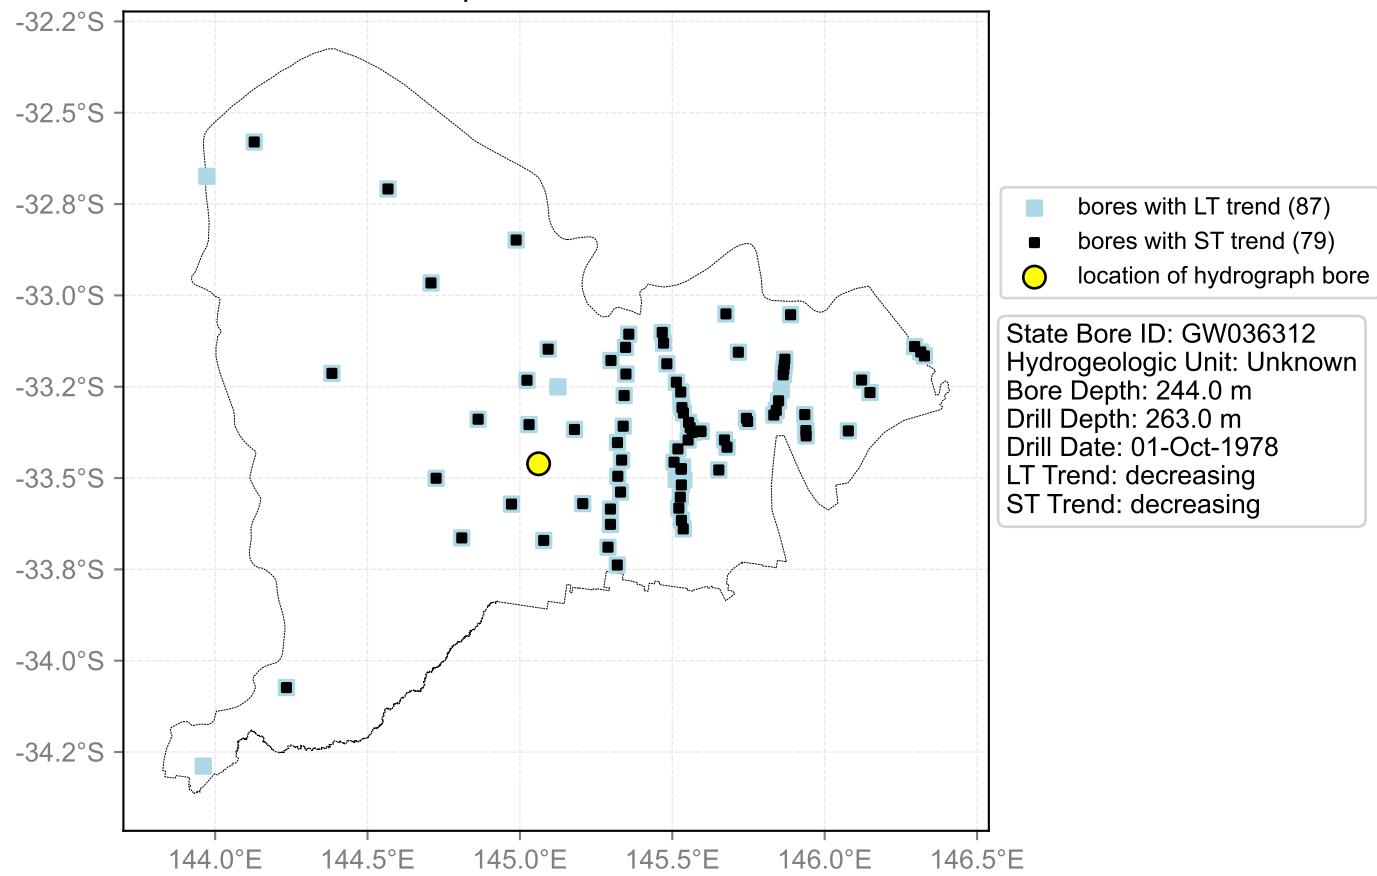 -32.2°S
-32.5°S
-32.8°S
-33.0°S
-33.2°S
-33.5°S
-33.8°S
-34.0°S
-34.2°S
144.0°E
144.5°E
145.0°E
145.5°E
146.0°E
146.5°E
bores with LT trend (87)
bores with ST trend (79)
location of hydrograph bore
State Bore ID: GW036312
Hydrogeologic Unit: Unknown
Bore Depth: 244.0 m
Drill Depth: 263.0 m
Drill Date: 01-Oct-1978
LT Trend: decreasing
ST Trend: decreasing